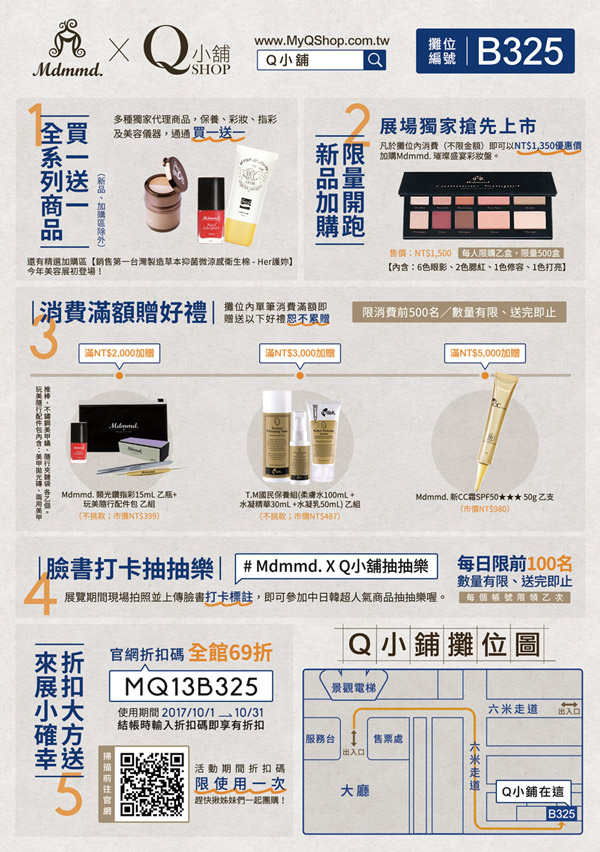 Mdmmd.
Q小舖
SHOP
www.MyQShop.com.tw
Q小舖
攤位
編號
B325
1
買一送一
全系列商品
(新品、加購區除外)
多種獨家代理商品，保養、彩妝、指彩
及美容儀器，通通 買一送一
還有精選加購區【銷售第一台灣製造草本抑菌微涼感衛生棉 - Her護妳】
今年美容展初登場！
2
限量開跑
新品加購
展場獨家搶先上市
凡於攤位內消費（不限金額）即可以NT$1,350優惠價
加購Mdmmd. 璀璨盛宴彩妝盤。
售價：NT$1,500
每人限購乙盒，限量500盒
【內含：6色眼影、2色腮紅、1色修容、1色打亮】
3
消費滿額贈好禮
攤位內單筆消費滿額即
贈送以下好禮恕不累贈
限消費前500名／數量有限、送完即止
滿NT$2,000加贈
滿NT$3,000加贈
滿NT$5,000加贈
玩美隨行配件包內含：美甲拋光磚、兩用美甲
推棒、不鏽鋼美甲鋏、隨行夾鏈袋 各乙個。
Mdmmd. 類光鑽指彩15mL 乙瓶+
玩美隨行配件包 乙組
（不挑款；市價NT$399）
T.M國民保養組(柔膚水100mL +
水凝精華30mL +水凝乳50mL) 乙組
（不挑款；市價NT$487）
Mdmmd. 新CC霜SPF50★★★ 50g 乙支
（市價NT$980）
4
臉書打卡抽抽樂
# Mdmmd. X Q小舖抽抽樂
每日限前100名
數量有限、送完即止
每個帳號限領乙次
展覽期間現場拍照並上傳臉書打卡標註，即可參加中日韓超人氣商品抽抽樂喔。
5
折扣大方送
來展小確幸
官網折扣碼 全館69折
MQ13B325
使用期間 2017/10/1 → 10/31
結帳時輸入折扣碼即享有折扣
掃描前往官網
活動期間折扣碼
限使用一次
趕快揪姊妹們一起團購！
Q小鋪攤位圖
景觀電梯
六米走道
出入口
服務台
出入口
售票處
六米走道
大廳
Q小鋪在這
B325